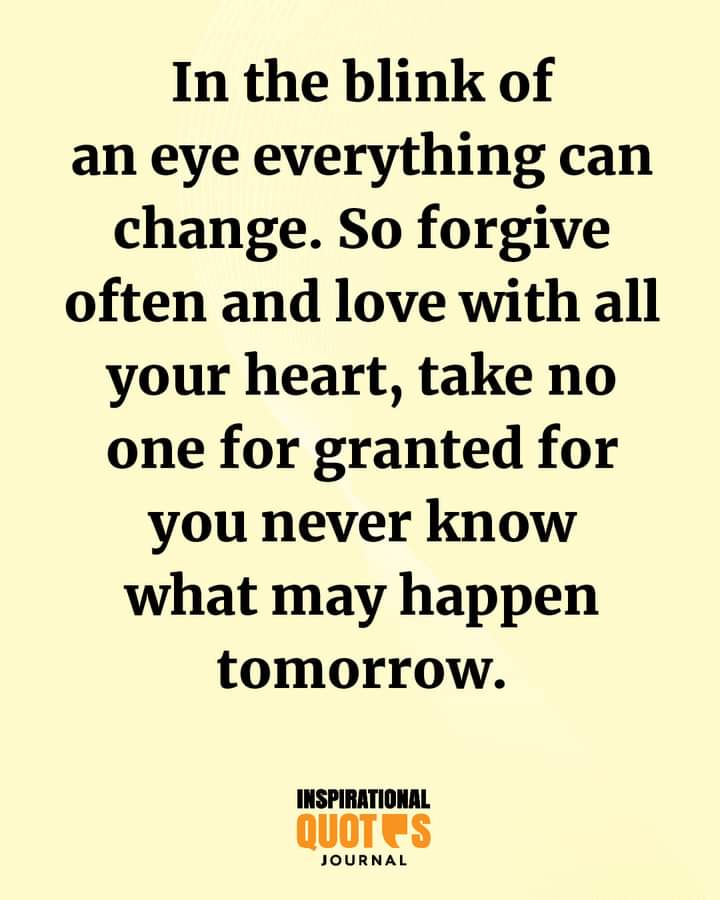 In the blink of
an eye everything can
change. So forgive
often and love with all
your heart, take no
one for granted for
you never know
what may happen
tomorrow.
INSPIRATIONAL
QUOTES
JOURNAL